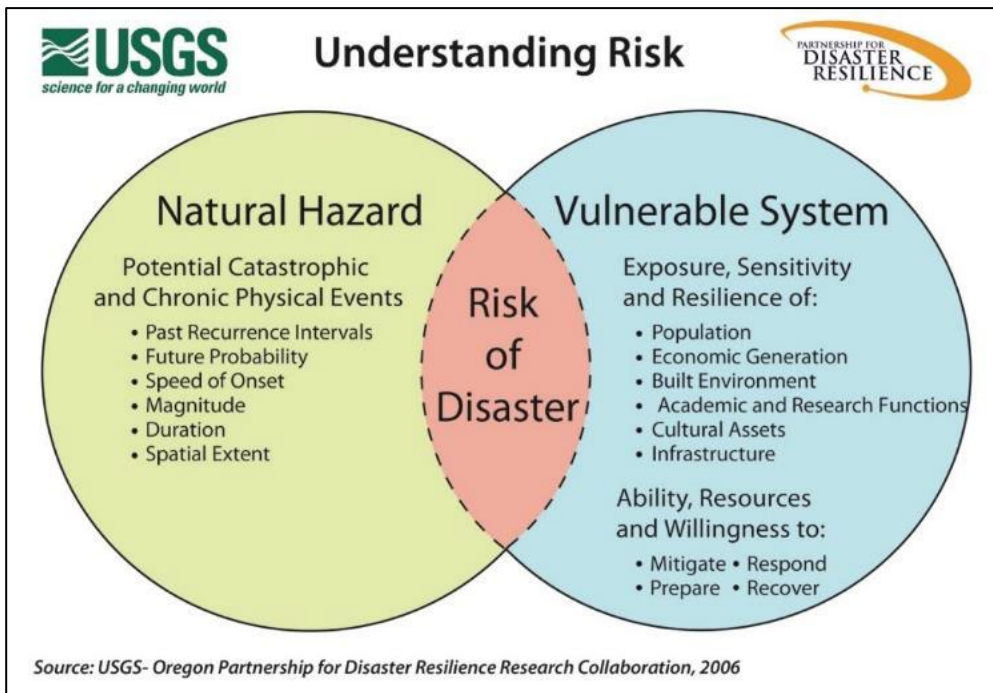 USGS
science for a changing world
Understanding Risk
PARTNERSHIP FOR
DISASTER
RESILIENCE
Natural Hazard
Potential Catastrophic
and Chronic Physical Events
• Past Recurrence Intervals
• Future Probability
• Speed of Onset
• Magnitude
• Duration
• Spatial Extent
Risk
of
Disaster
Vulnerable System
Exposure, Sensitivity
and Resilience of:
• Population
• Economic Generation
• Built Environment
• Academic and Research Functions
• Cultural Assets
• Infrastructure
Ability, Resources
and Willingness to:
• Mitigate • Respond
• Prepare • Recover
Source: USGS- Oregon Partnership for Disaster Resilience Research Collaboration, 2006